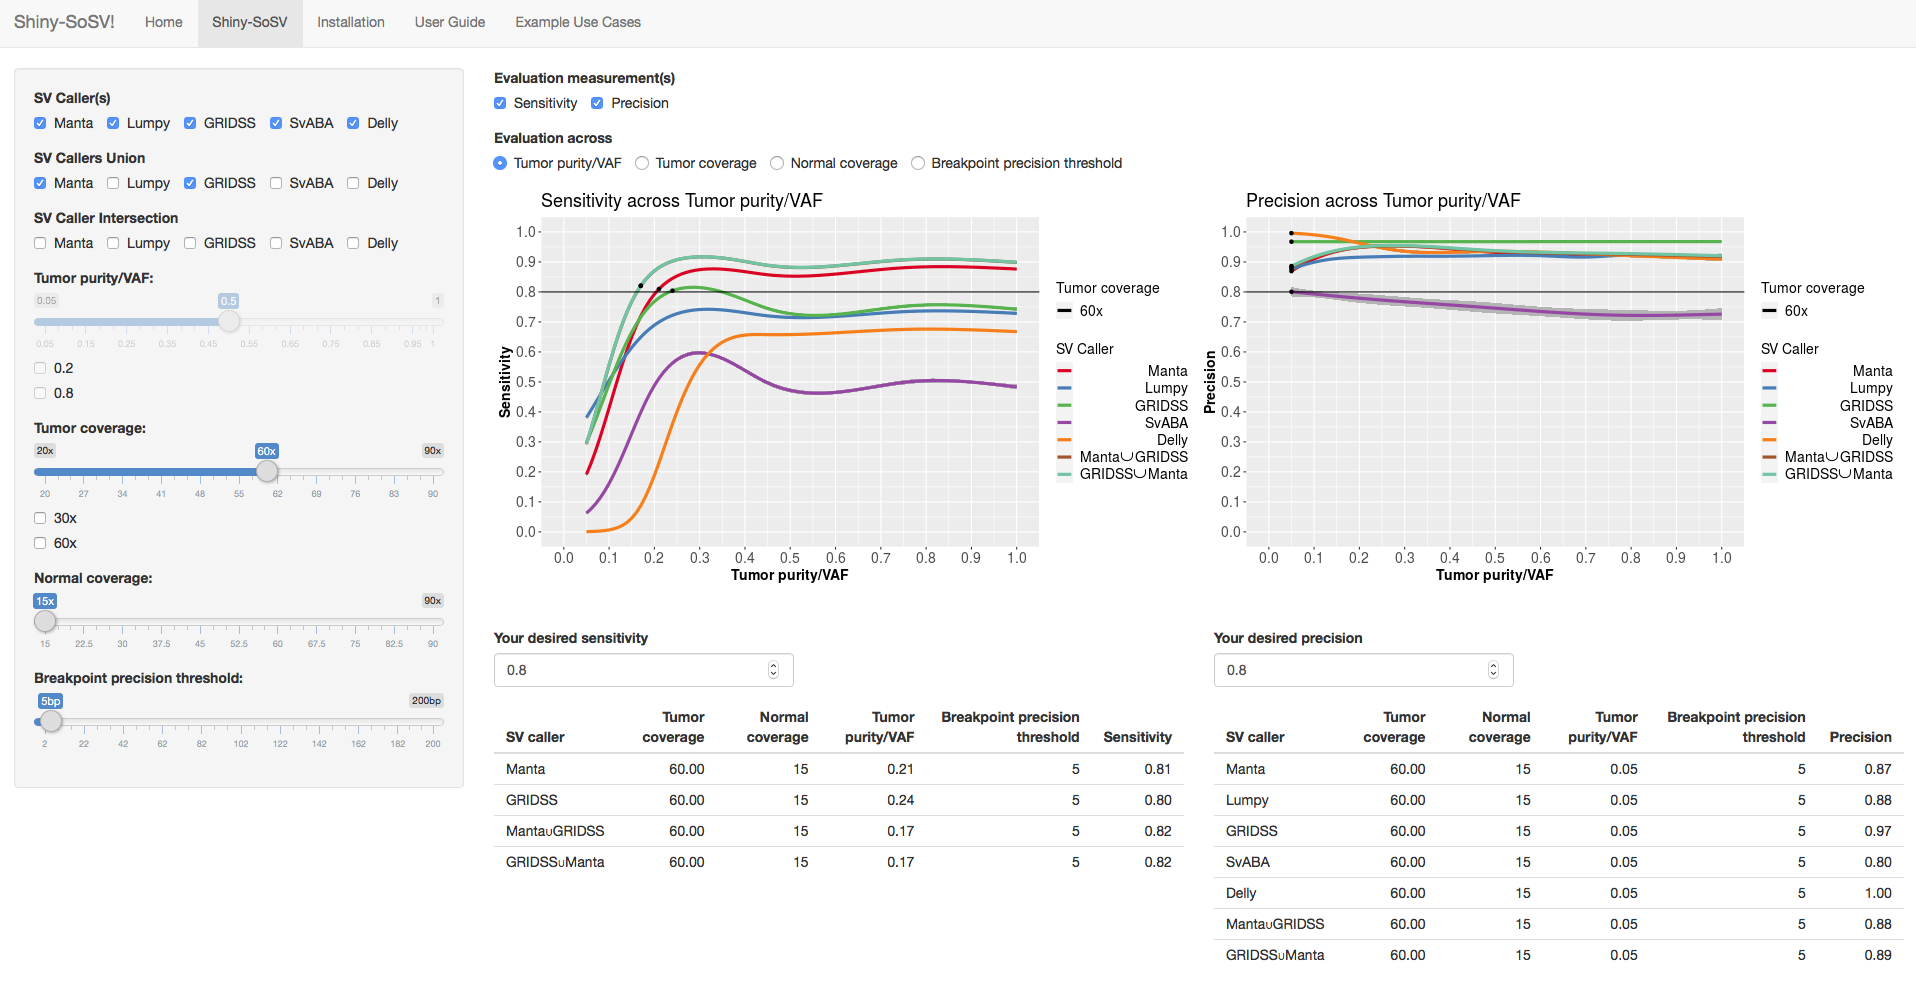 Shiny-SoSV! Home Shiny-SoSV Installation User Guide Example Use Cases
SV Caller(s)
Manta Lumpy GRIDSS SvABA Delly
SV Callers Union
Manta Lumpy GRIDSS SvABA Delly
SV Caller Intersection
Manta Lumpy GRIDSS SvABA Delly
Tumor purity/VAF:
0.05 0.5 1
0.05 0.15 0.25 0.35 0.45 0.55 0.65 0.75 0.85 0.95 1
0.2
0.8
Tumor coverage:
20x 60x 90x
20 27 34 41 48 55 62 69 76 83 90
30x
60x
Normal coverage:
15x 90x
15 22.5 30 37.5 45 52.5 60 67.5 75 82.5 90
Breakpoint precision threshold:
5bp 200bp
2 22 42 62 82 102 122 142 162 182 200
Evaluation measurement(s)
Sensitivity Precision
Evaluation across
Tumor purity/VAF Tumor coverage Normal coverage Breakpoint precision threshold
Sensitivity across Tumor purity/VAF
1.0
0.9
0.8
0.7
0.6
0.5
0.4
0.3
0.2
0.1
0.0
Sensitivity
0.0 0.1 0.2 0.3 0.4 0.5 0.6 0.7 0.8 0.9 1.0
Tumor purity/VAF
Tumor coverage
60x
SV Caller
Manta
Lumpy
GRIDSS
SvABA
Delly
Manta∪GRIDSS
GRIDSS∪Manta
Precision across Tumor purity/VAF
1.0
0.9
0.8
0.7
0.6
0.5
0.4
0.3
0.2
0.1
0.0
Precision
0.0 0.1 0.2 0.3 0.4 0.5 0.6 0.7 0.8 0.9 1.0
Tumor purity/VAF
Tumor coverage
60x
SV Caller
Manta
Lumpy
GRIDSS
SvABA
Delly
Manta∪GRIDSS
GRIDSS∪Manta
Your desired sensitivity
0.8
Tumor Normal Tumor Breakpoint precision
SV caller coverage coverage purity/VAF threshold Sensitivity
Manta 60.00 15 0.21 5 0.81
GRIDSS 60.00 15 0.24 5 0.80
Manta∪GRIDSS 60.00 15 0.17 5 0.82
GRIDSS∪Manta 60.00 15 0.17 5 0.82
Your desired precision
0.8
Tumor Normal Tumor Breakpoint precision
SV caller coverage coverage purity/VAF threshold Precision
Manta 60.00 15 0.05 5 0.87
Lumpy 60.00 15 0.05 5 0.88
GRIDSS 60.00 15 0.05 5 0.97
SvABA 60.00 15 0.05 5 0.80
Delly 60.00 15 0.05 5 1.00
Manta∪GRIDSS 60.00 15 0.05 5 0.88
GRIDSS∪Manta 60.00 15 0.05 5 0.89